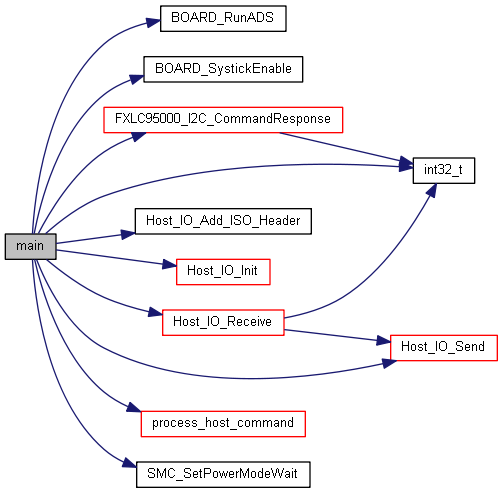 BOARD_RunADS
BOARD_SystickEnable
FXLC95000_I2C_CommandResponse
int32_t
Host_IO_Add_ISO_Header
main
Host_IO_Init
Host_IO_Receive
Host_IO_Send
process_host_command
SMC_SetPowerModeWait